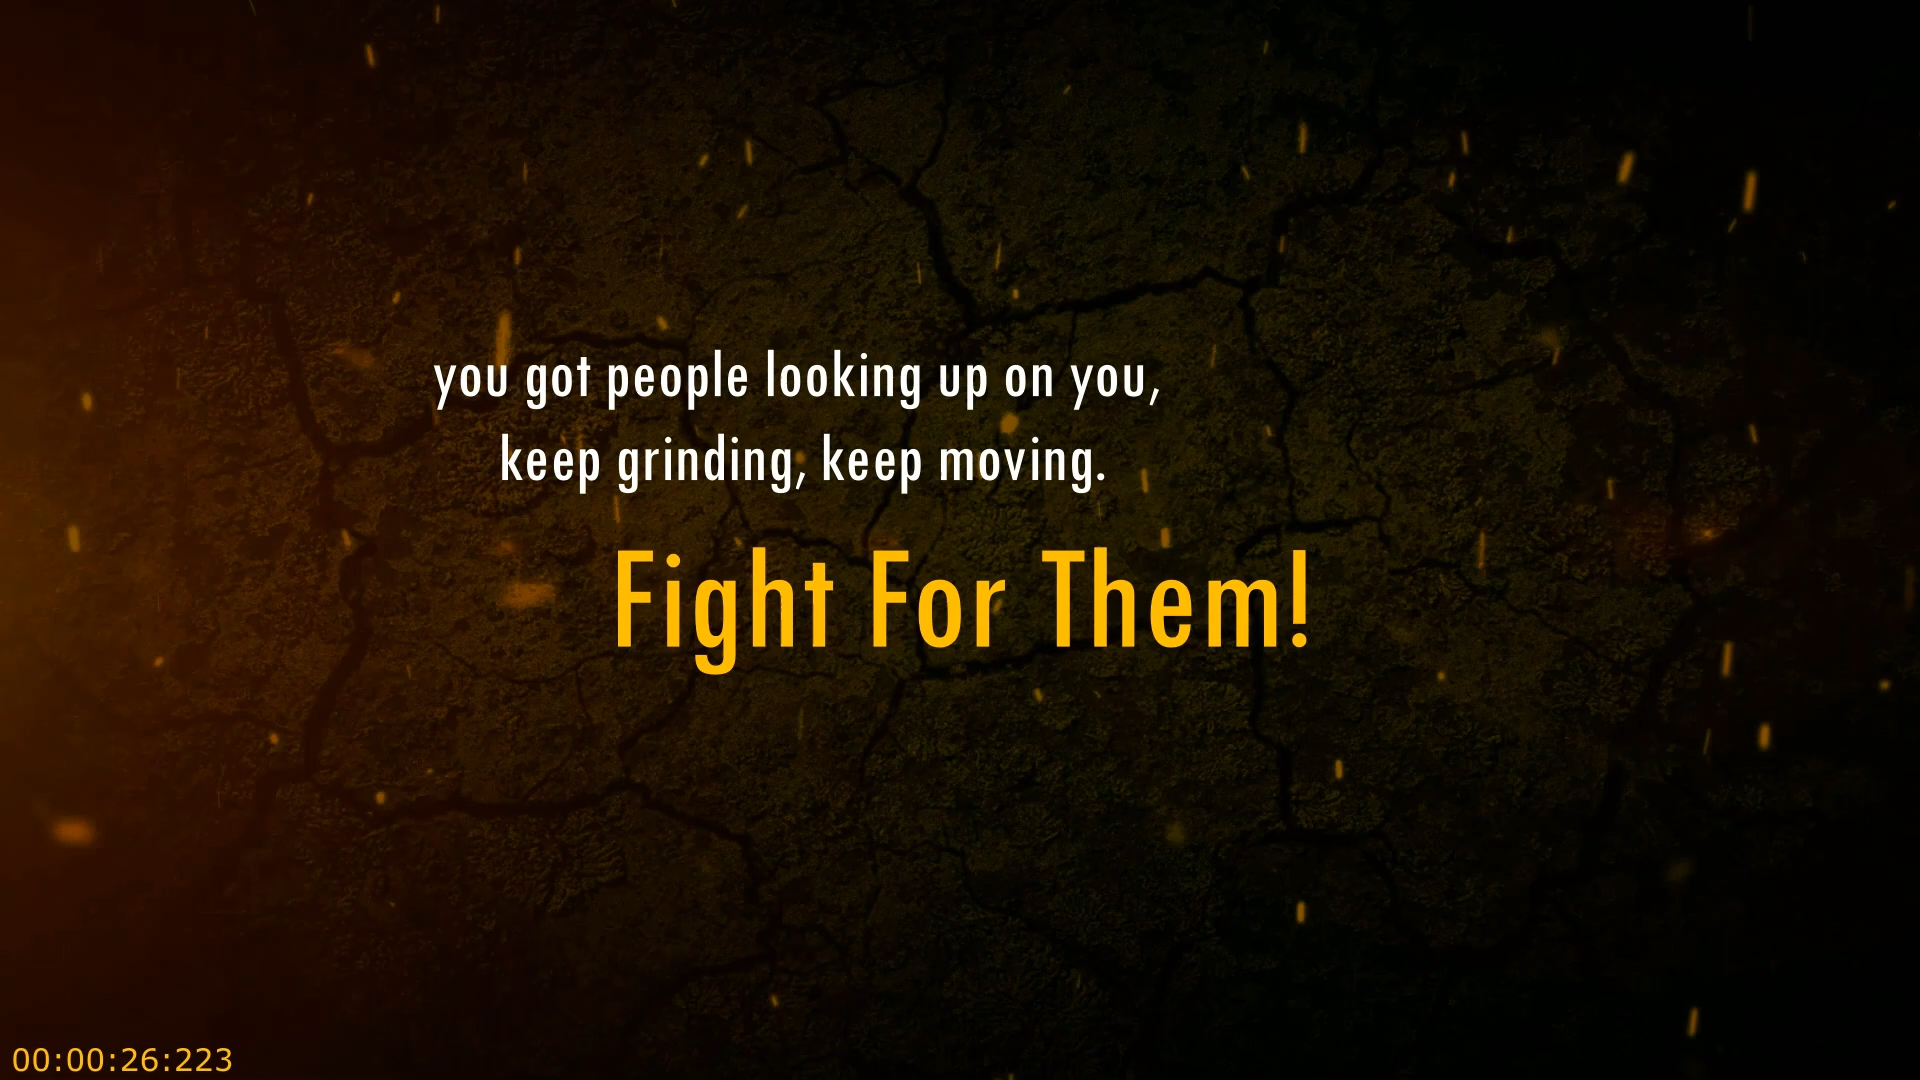 you got people looking up on you,
keep grinding, keep moving.
Fight For Them!
00:00:26:223